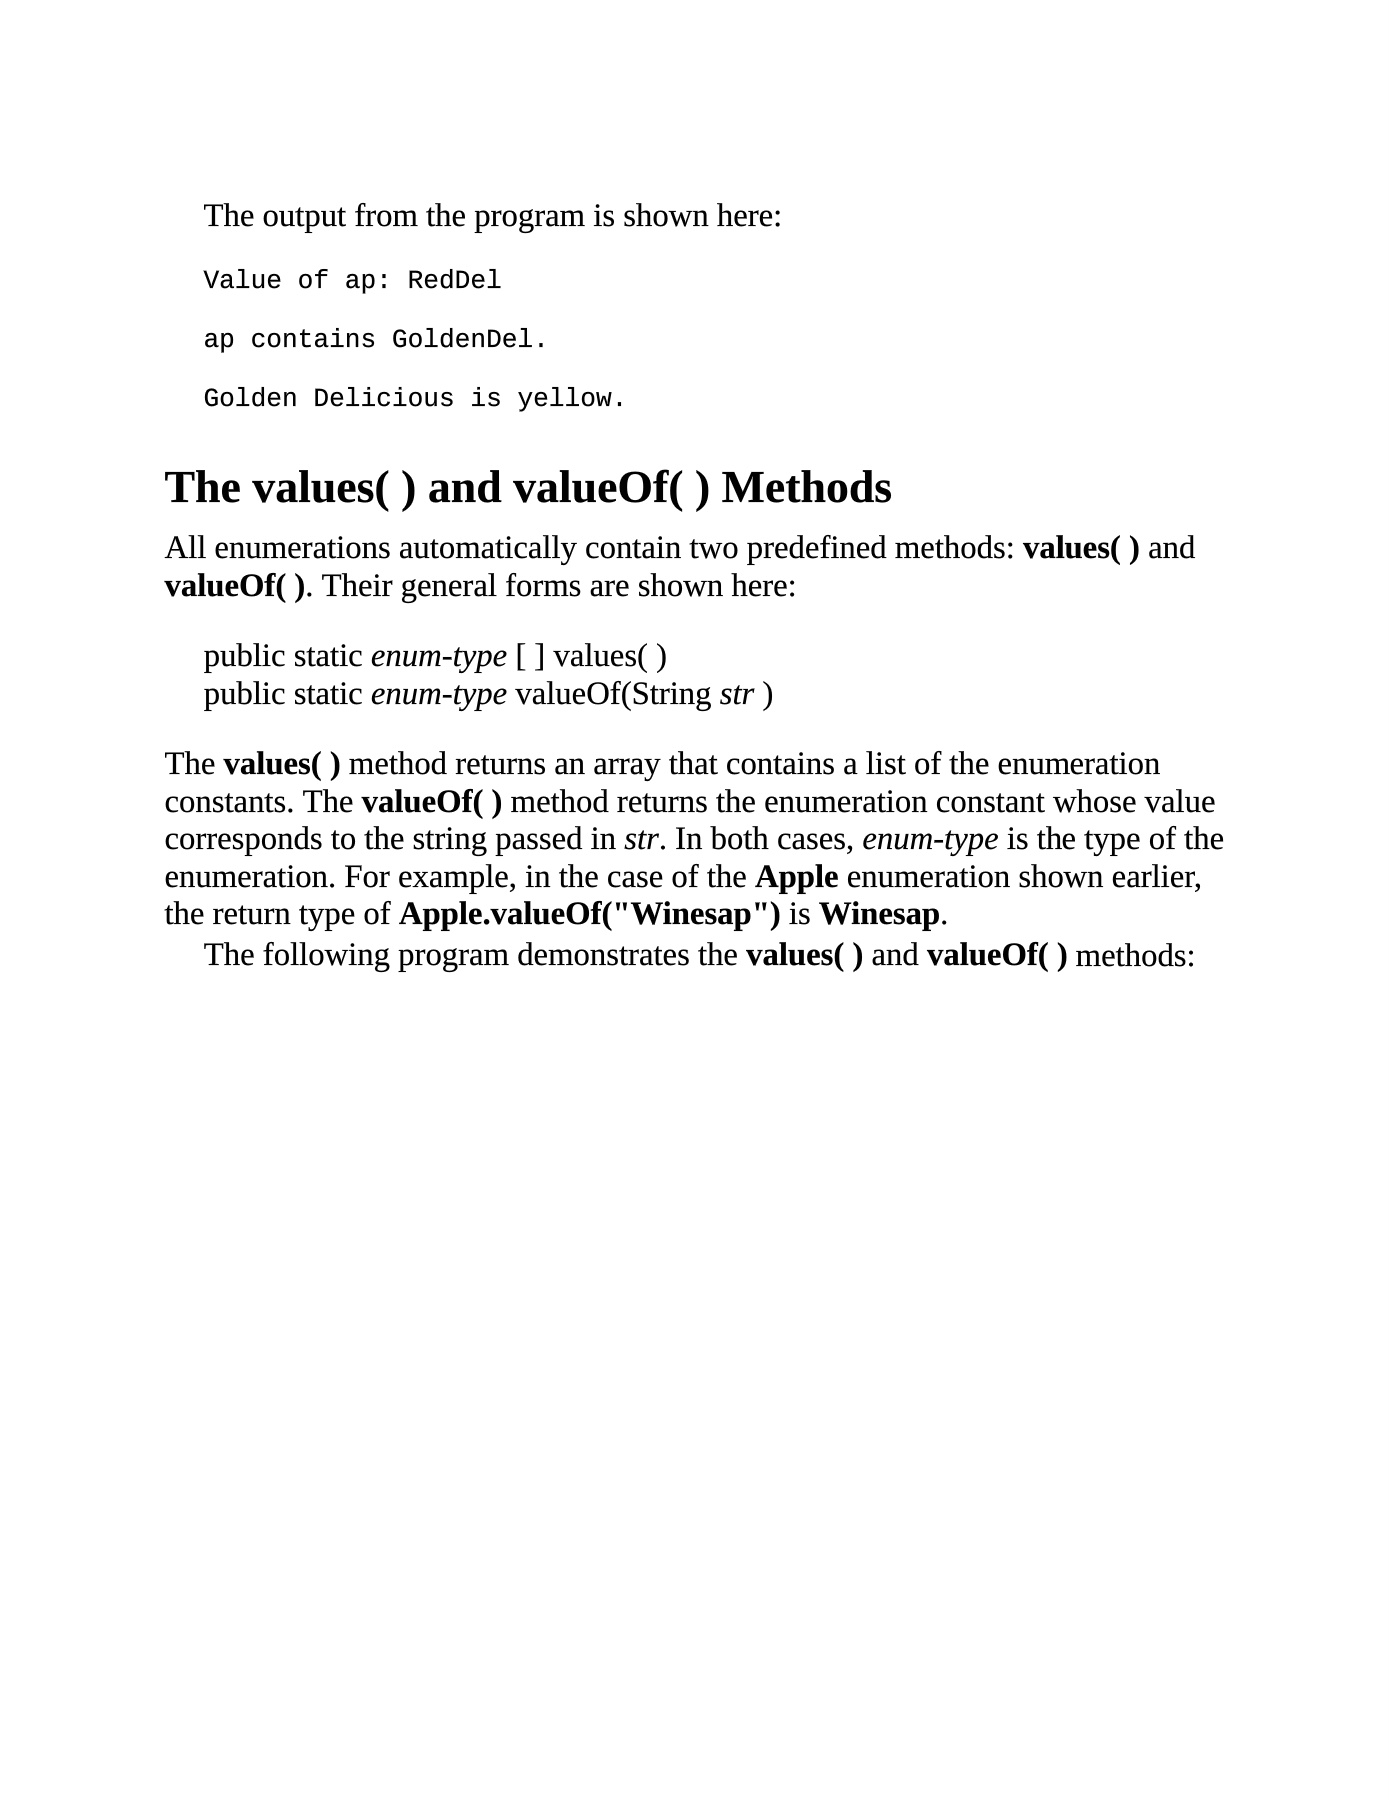 The output from the program is shown here:
Value of ap: RedDel
ap contains GoldenDel.
Golden Delicious is yellow.
The values( ) and valueOf( ) Methods
All enumerations automatically contain two predefined methods: values( ) and
valueOf( ). Their general forms are shown here:
public static enum-type [ ] values( )
public static enum-type valueOf(String str )
The values( ) method returns an array that contains a list of the enumeration
constants. The valueOf( ) method returns the enumeration constant whose value
corresponds to the string passed in str. In both cases, enum-type is the type of the
enumeration. For example, in the case of the Apple enumeration shown earlier,
the return type of Apple.valueOf("Winesap") is Winesap.
The following program demonstrates the values( ) and valueOf( ) methods: